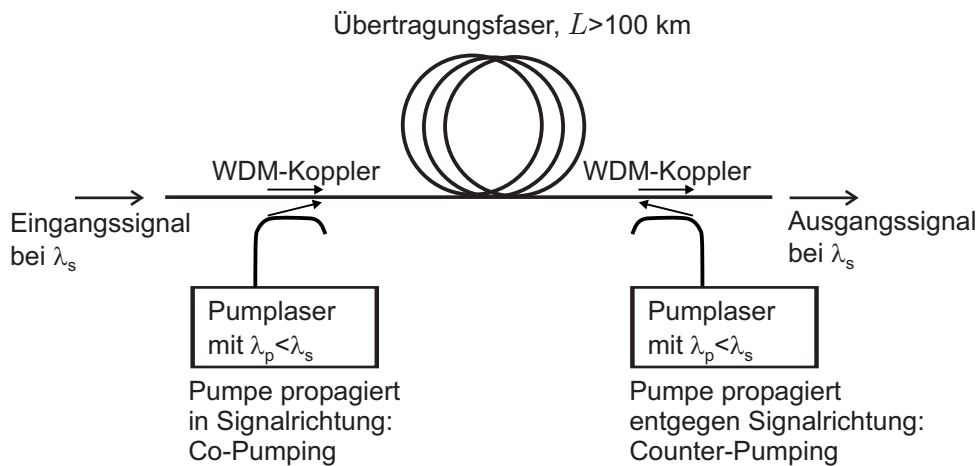 Übertragungsfaser, L>100 km
WDM-Koppler
WDM-Koppler
Eingangssignal
bei λs
Ausgangssignal
bei λs
Pumplaser
mit λp<λs
Pumplaser
mit λp<λs
Pumpe propagiert
in Signalrichtung:
Co-Pumping
Pumpe propagiert
entgegen Signalrichtung:
Counter-Pumping